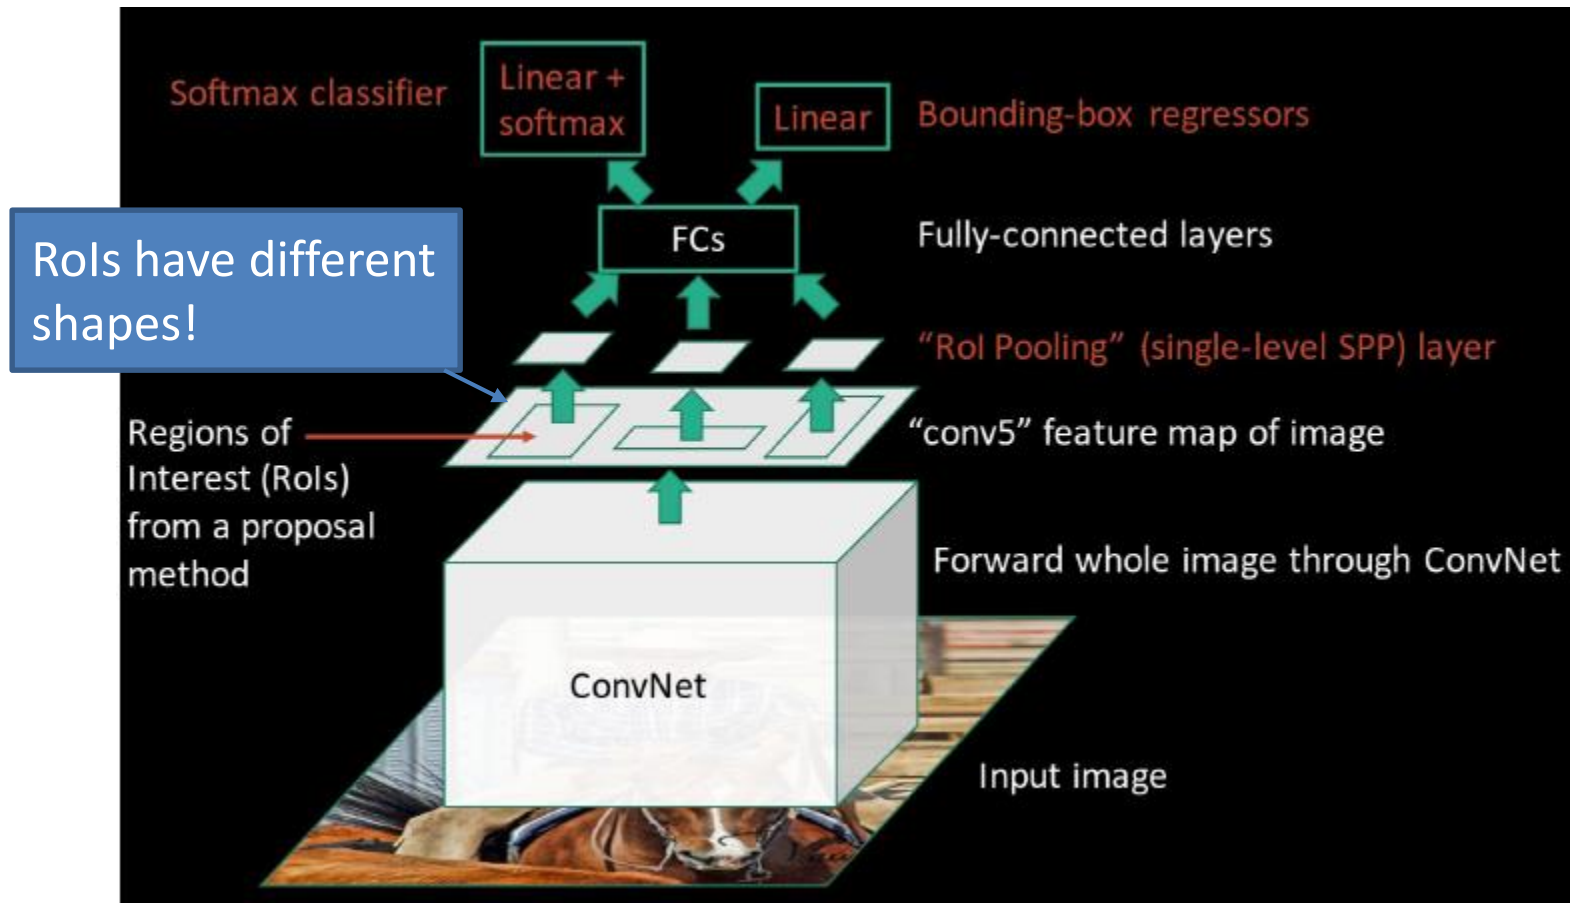 Softmax classifier
Linear +
softmax
Linear
Bounding-box regressors
RoIs have different
shapes!
FCs
Fully-connected layers
"RoI Pooling" (single-level SPP) layer
Regions of
Interest (RoIs)
from a proposal
method
"conv5" feature map of image
Forward whole image through ConvNet
ConvNet
Input image